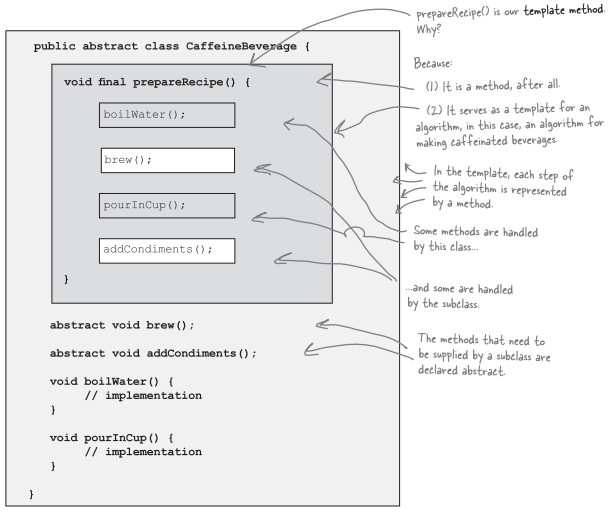 public abstract class CaffeineBeverage {
void final prepareRecipe() {
boilWater();
brew();
pourInCup();
addCondiments();
}
abstract void brew();
abstract void addCondiments();
void boilWater() {
// implementation
}
void pourInCup() {
// implementation
}
}
prepareRecipe() is our template method.
Why?
Because:
(1) It is a method, after all.
(2) It serves as a template for an
algorithm, in this case, an algorithm for
making caffeinated beverages.
In the template, each step of
the algorithm is represented
by a method.
Some methods are handled
by this class...
...and some are handled
by the subclass.
The methods that need to
be supplied by a subclass are
declared abstract.